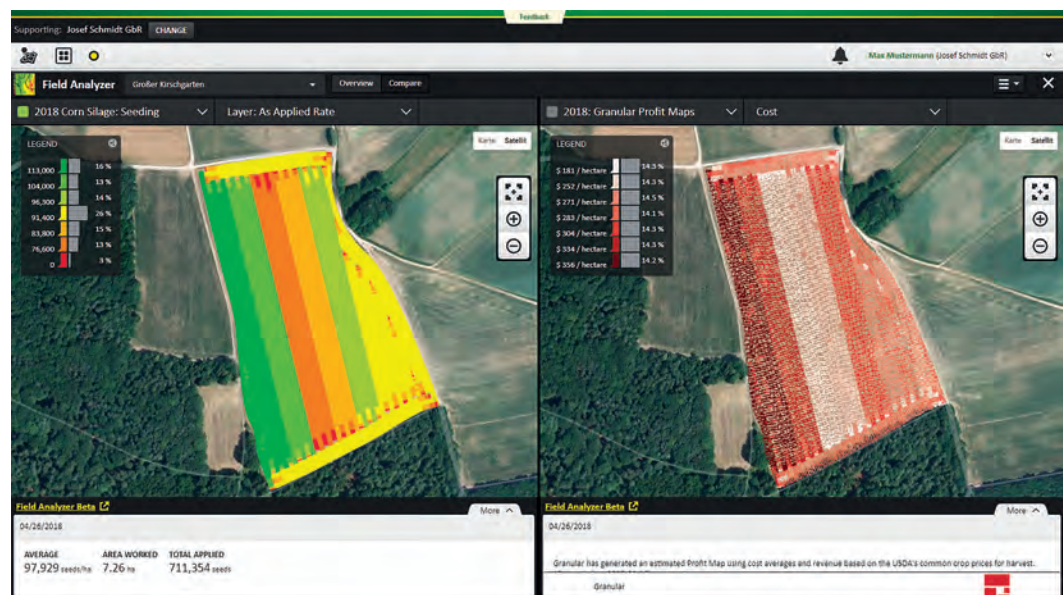 Feedback
Supporting: Josef Schmidt GbR CHANGE
Max Mustermann (Josef Schmidt GbR)
Field Analyzer Großer Kirschgarten Overview Compare
2018 Corn Silage: Seeding Layer: As Applied Rate
2018: Granular Profit Maps Cost
LEGEND
113,000 16 %
104,000 13 %
96,300 14 %
91,400 26 %
83,800 15 %
76,600 13 %
0 3 %
Karte Satellit
LEGEND
$ 181 / hectare 14.3 %
$ 252 / hectare 14.3 %
$ 271 / hectare 14.5 %
$ 283 / hectare 14.1 %
$ 304 / hectare 14.3 %
$ 334 / hectare 14.3 %
$ 356 / hectare 14.2 %
Karte Satellit
Field Analyzer Beta More
04/26/2018
AVERAGE AREA WORKED TOTAL APPLIED
97,929 seeds/ha 7.26 ha 711,354 seeds
Field Analyzer Beta More
04/26/2018
Granular has generated an estimated Profit Map using cost averages and revenue based on the USDA's common crop prices for harvest.
Granular